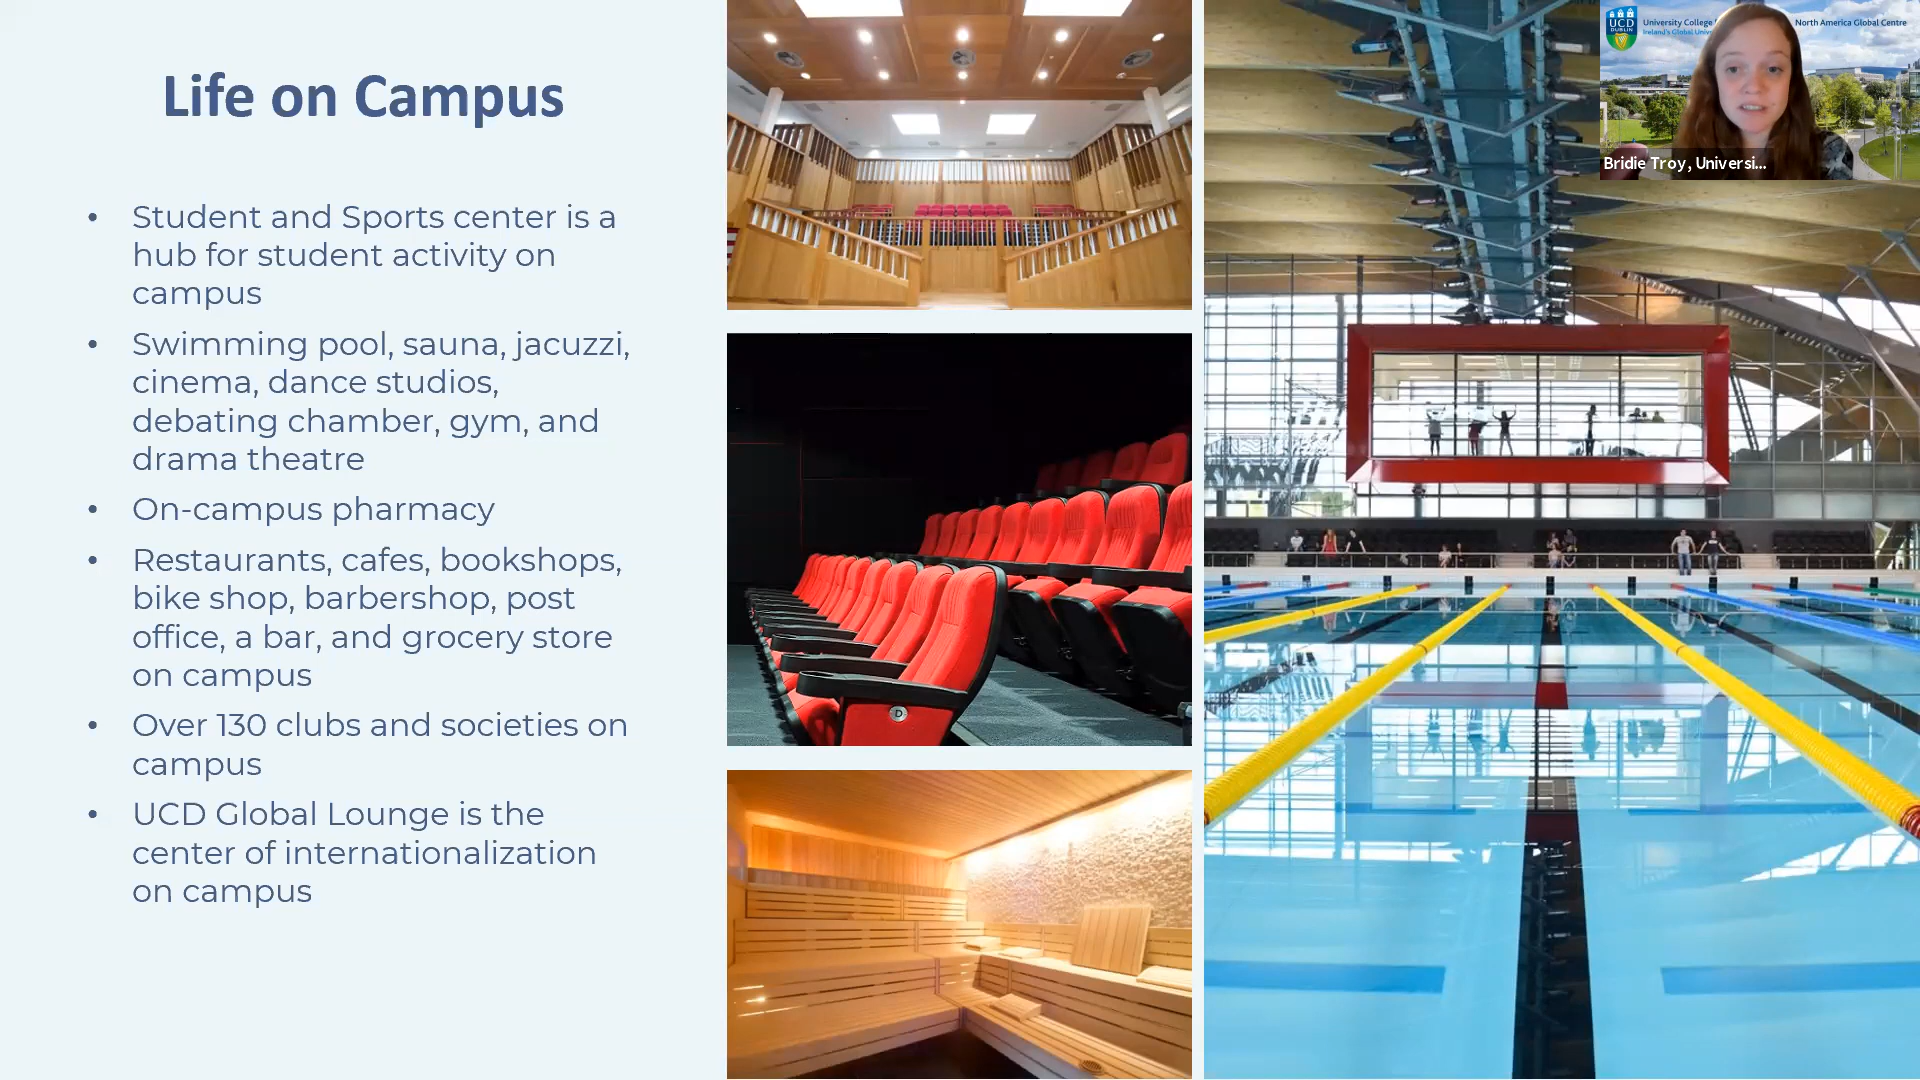 Life on Campus
• Student and Sports center is a
hub for student activity on
campus
• Swimming pool, sauna, jacuzzi,
cinema, dance studios,
debating chamber, gym, and
drama theatre
• On-campus pharmacy
• Restaurants, cafes, bookshops,
bike shop, barbershop, post
office, a bar, and grocery store
on campus
• Over 130 clubs and societies on
campus
• UCD Global Lounge is the
center of internationalization
on campus
D
UCD
DUBLIN
University College
Ireland's Global
North America Global Centre
Bridie Troy, Universi...